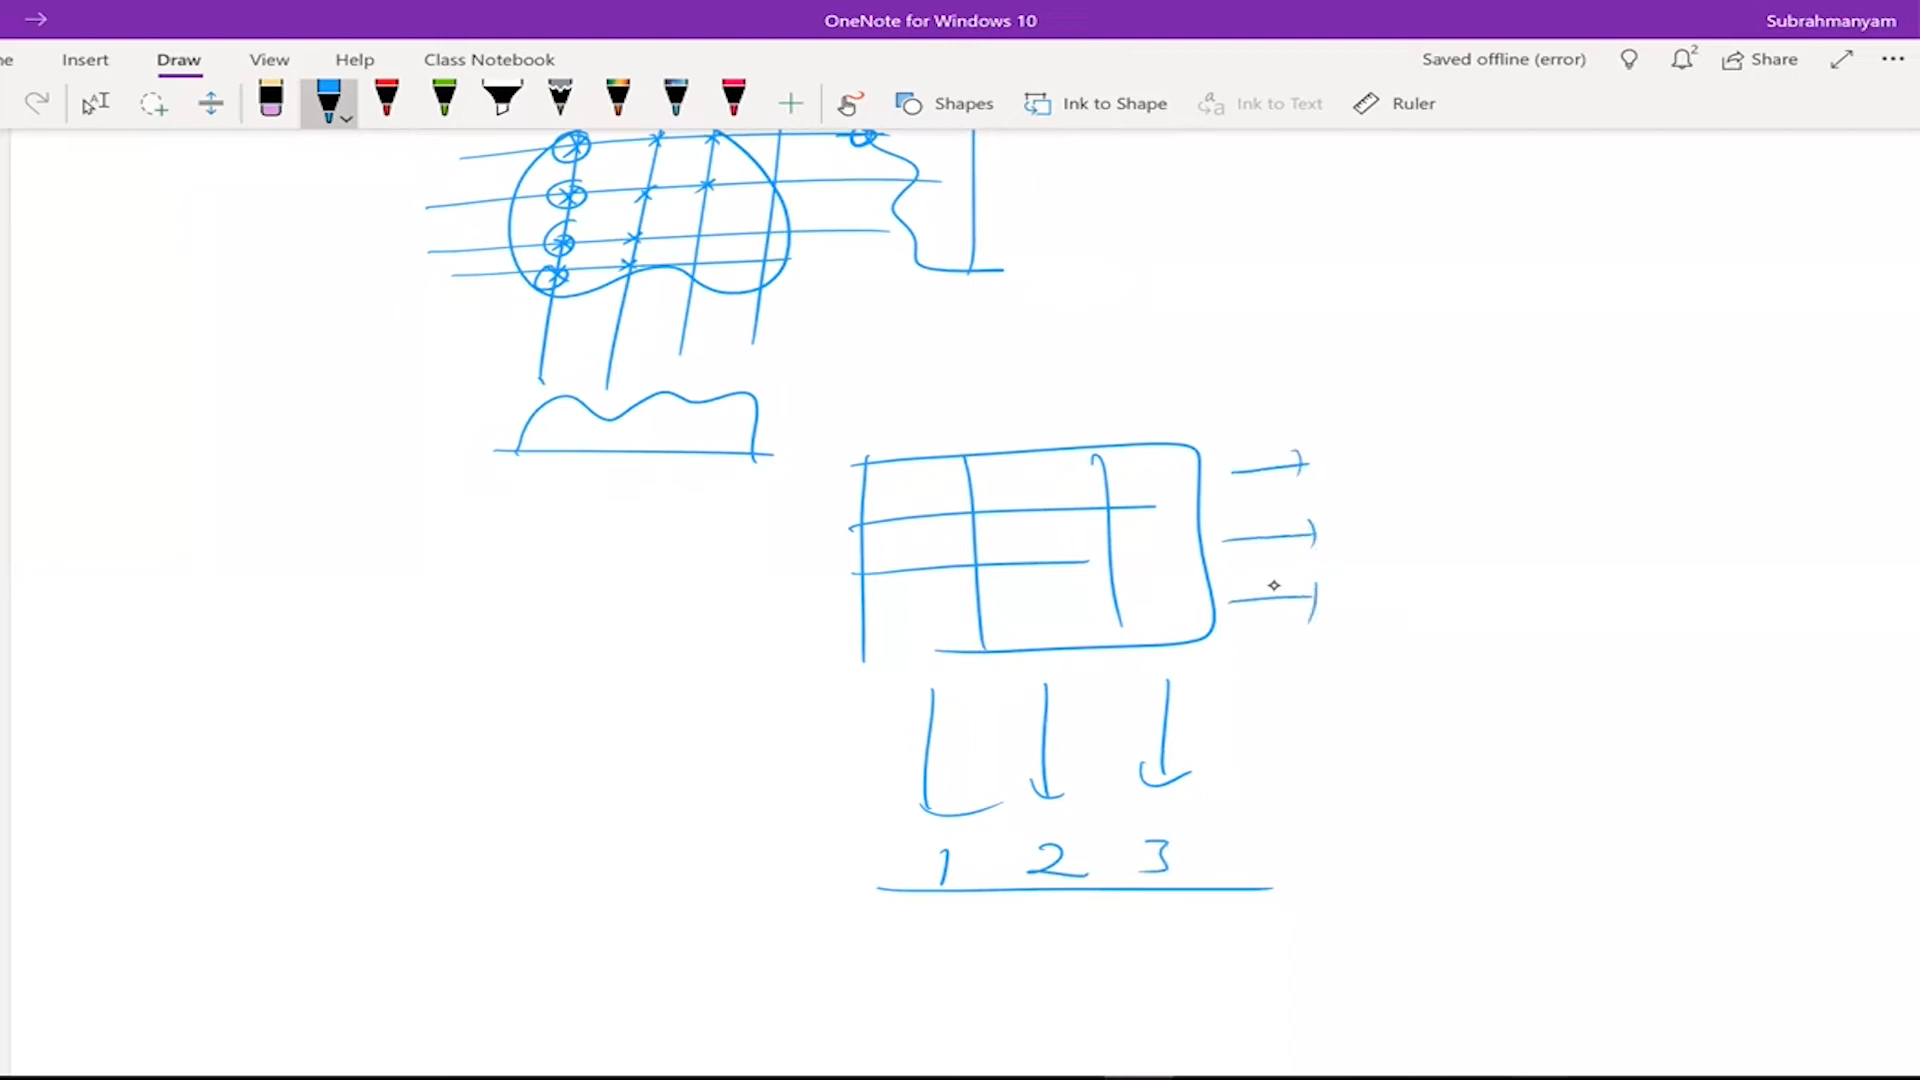 OneNote for Windows 10
Subrahmanyam
Insert Draw View Help Class Notebook
Saved offline (error) 2 Share
Shapes Ink to Shape Ink to Text Ruler
1 2 3